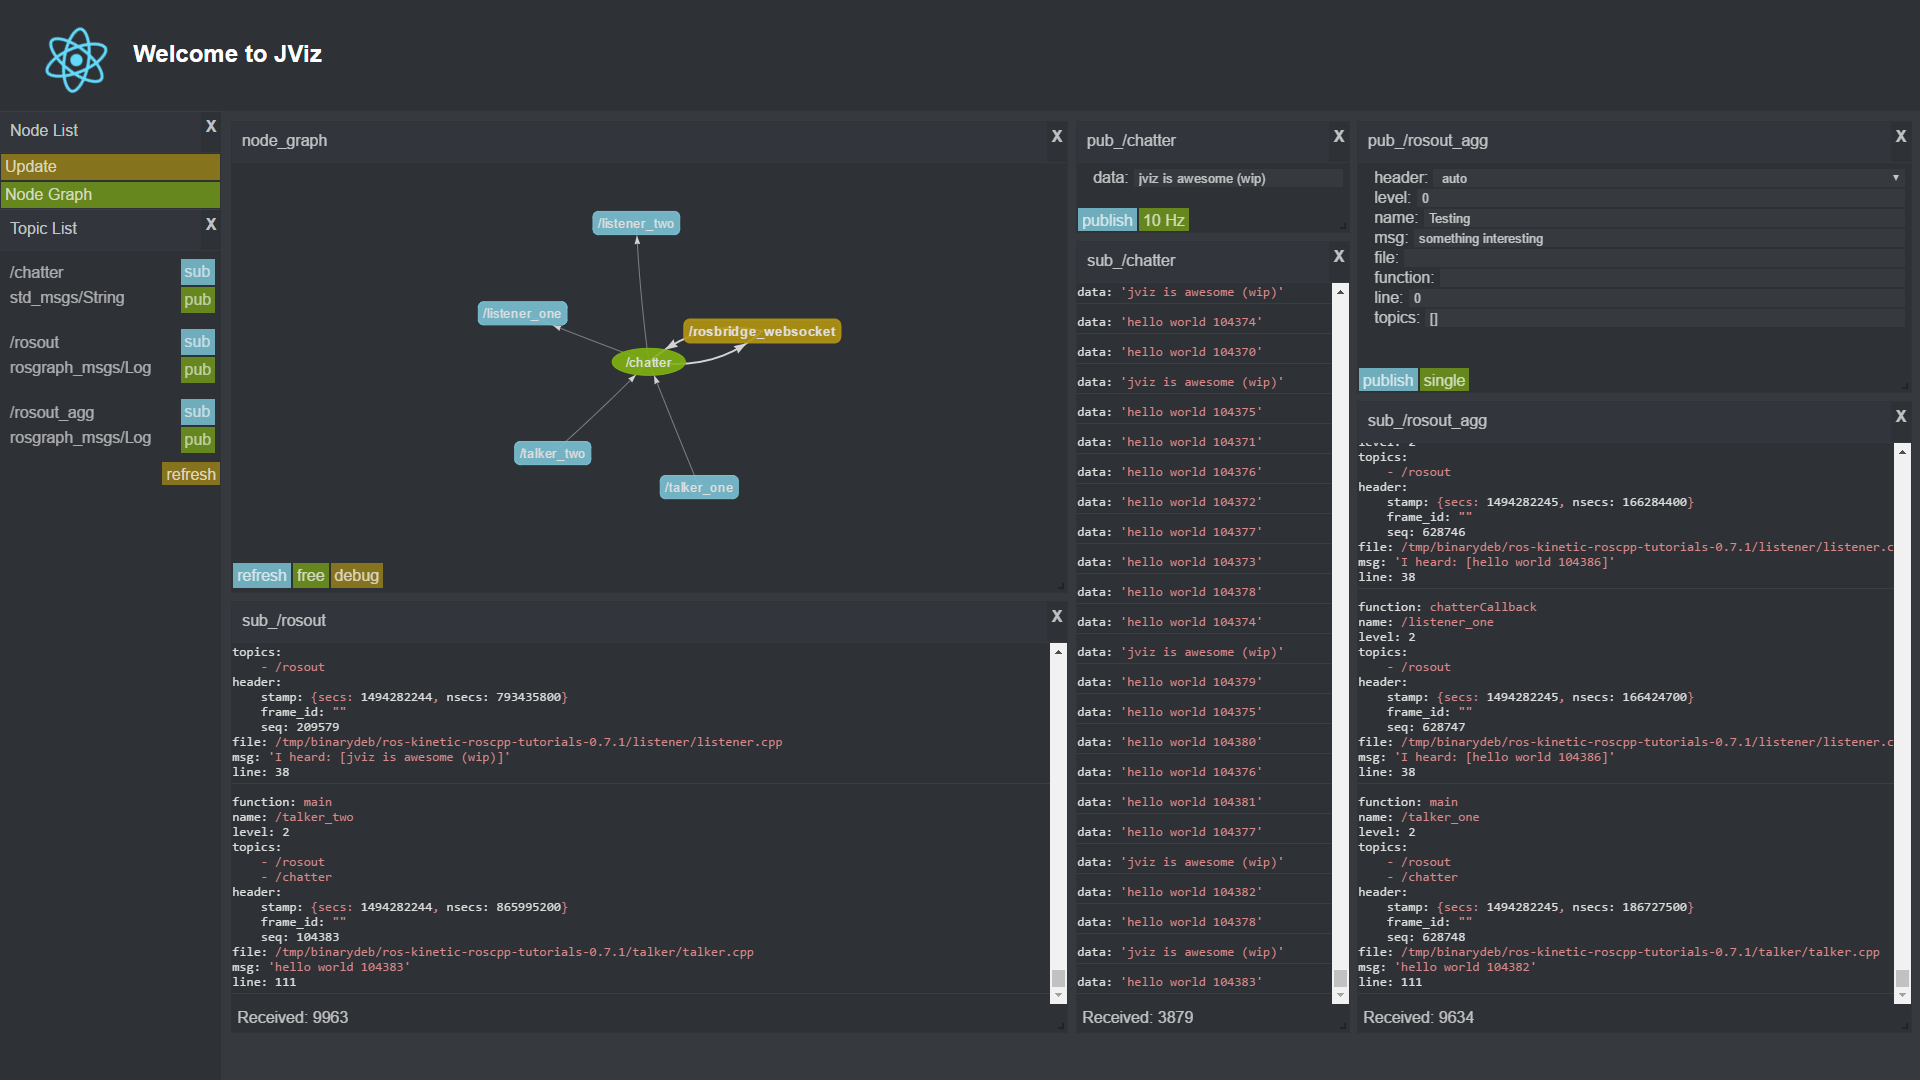 Welcome to JViz
Node List
X
Update
Node Graph
Topic List
X
/chatter
sub
std_msgs/String
pub
/rosout
sub
rosgraph_msgs/Log
pub
/rosout_agg
sub
rosgraph_msgs/Log
pub
refresh
node_graph
X
/listener_two
/listener_one
/rosbridge_websocket
/chatter
/talker_two
/talker_one
refresh free debug
sub_/rosout
X
topics:
- /rosout
header:
stamp: {secs: 1494282244, nsecs: 793435800}
frame_id: ""
seq: 209579
file: /tmp/binarydeb/ros-kinetic-roscpp-tutorials-0.7.1/listener/listener.cpp
msg: 'I heard: [jviz is awesome (wip)]'
line: 38
function: main
name: /talker_two
level: 2
topics:
- /rosout
- /chatter
header:
stamp: {secs: 1494282244, nsecs: 865995200}
frame_id: ""
seq: 104383
file: /tmp/binarydeb/ros-kinetic-roscpp-tutorials-0.7.1/talker/talker.cpp
msg: 'hello world 104383'
line: 111
Received: 9963
pub_/chatter
X
data: jviz is awesome (wip)
publish 10 Hz
sub_/chatter
X
data: 'jviz is awesome (wip)'
data: 'hello world 104374'
data: 'hello world 104370'
data: 'jviz is awesome (wip)'
data: 'hello world 104375'
data: 'hello world 104371'
data: 'hello world 104376'
data: 'hello world 104372'
data: 'hello world 104377'
data: 'hello world 104373'
data: 'hello world 104378'
data: 'hello world 104374'
data: 'jviz is awesome (wip)'
data: 'hello world 104379'
data: 'hello world 104375'
data: 'hello world 104380'
data: 'hello world 104376'
data: 'hello world 104381'
data: 'hello world 104377'
data: 'jviz is awesome (wip)'
data: 'hello world 104382'
data: 'hello world 104378'
data: 'jviz is awesome (wip)'
data: 'hello world 104383'
Received: 3879
pub_/rosout_agg
X
header: auto
level: 0
name: Testing
msg: something interesting
file:
function:
line: 0
topics: []
publish single
sub_/rosout_agg
X
level: 2
topics:
- /rosout
header:
stamp: {secs: 1494282245, nsecs: 166284400}
frame_id: ""
seq: 628746
file: /tmp/binarydeb/ros-kinetic-roscpp-tutorials-0.7.1/listener/listener.c
msg: 'I heard: [hello world 104386]'
line: 38
function: chatterCallback
name: /listener_one
level: 2
topics:
- /rosout
header:
stamp: {secs: 1494282245, nsecs: 166424700}
frame_id: ""
seq: 628747
file: /tmp/binarydeb/ros-kinetic-roscpp-tutorials-0.7.1/listener/listener.c
msg: 'I heard: [hello world 104386]'
line: 38
function: main
name: /talker_one
level: 2
topics:
- /rosout
- /chatter
header:
stamp: {secs: 1494282245, nsecs: 186727500}
frame_id: ""
seq: 628748
file: /tmp/binarydeb/ros-kinetic-roscpp-tutorials-0.7.1/talker/talker.cpp
msg: 'hello world 104382'
line: 111
Received: 9634